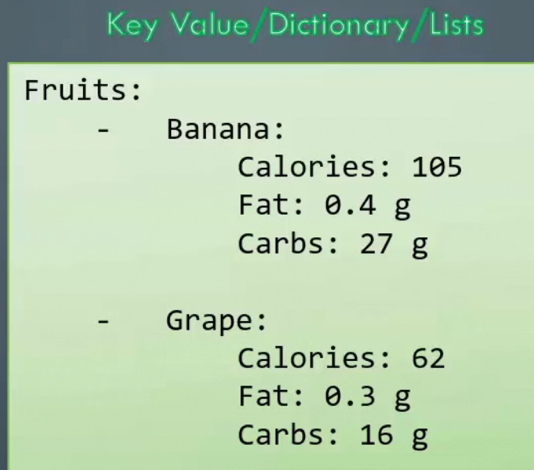 Key Value/Dictionary/Lists
Fruits:
- Banana:
Calories: 105
Fat: 0.4 g
Carbs: 27 g
- Grape:
Calories: 62
Fat: 0.3 g
Carbs: 16 g